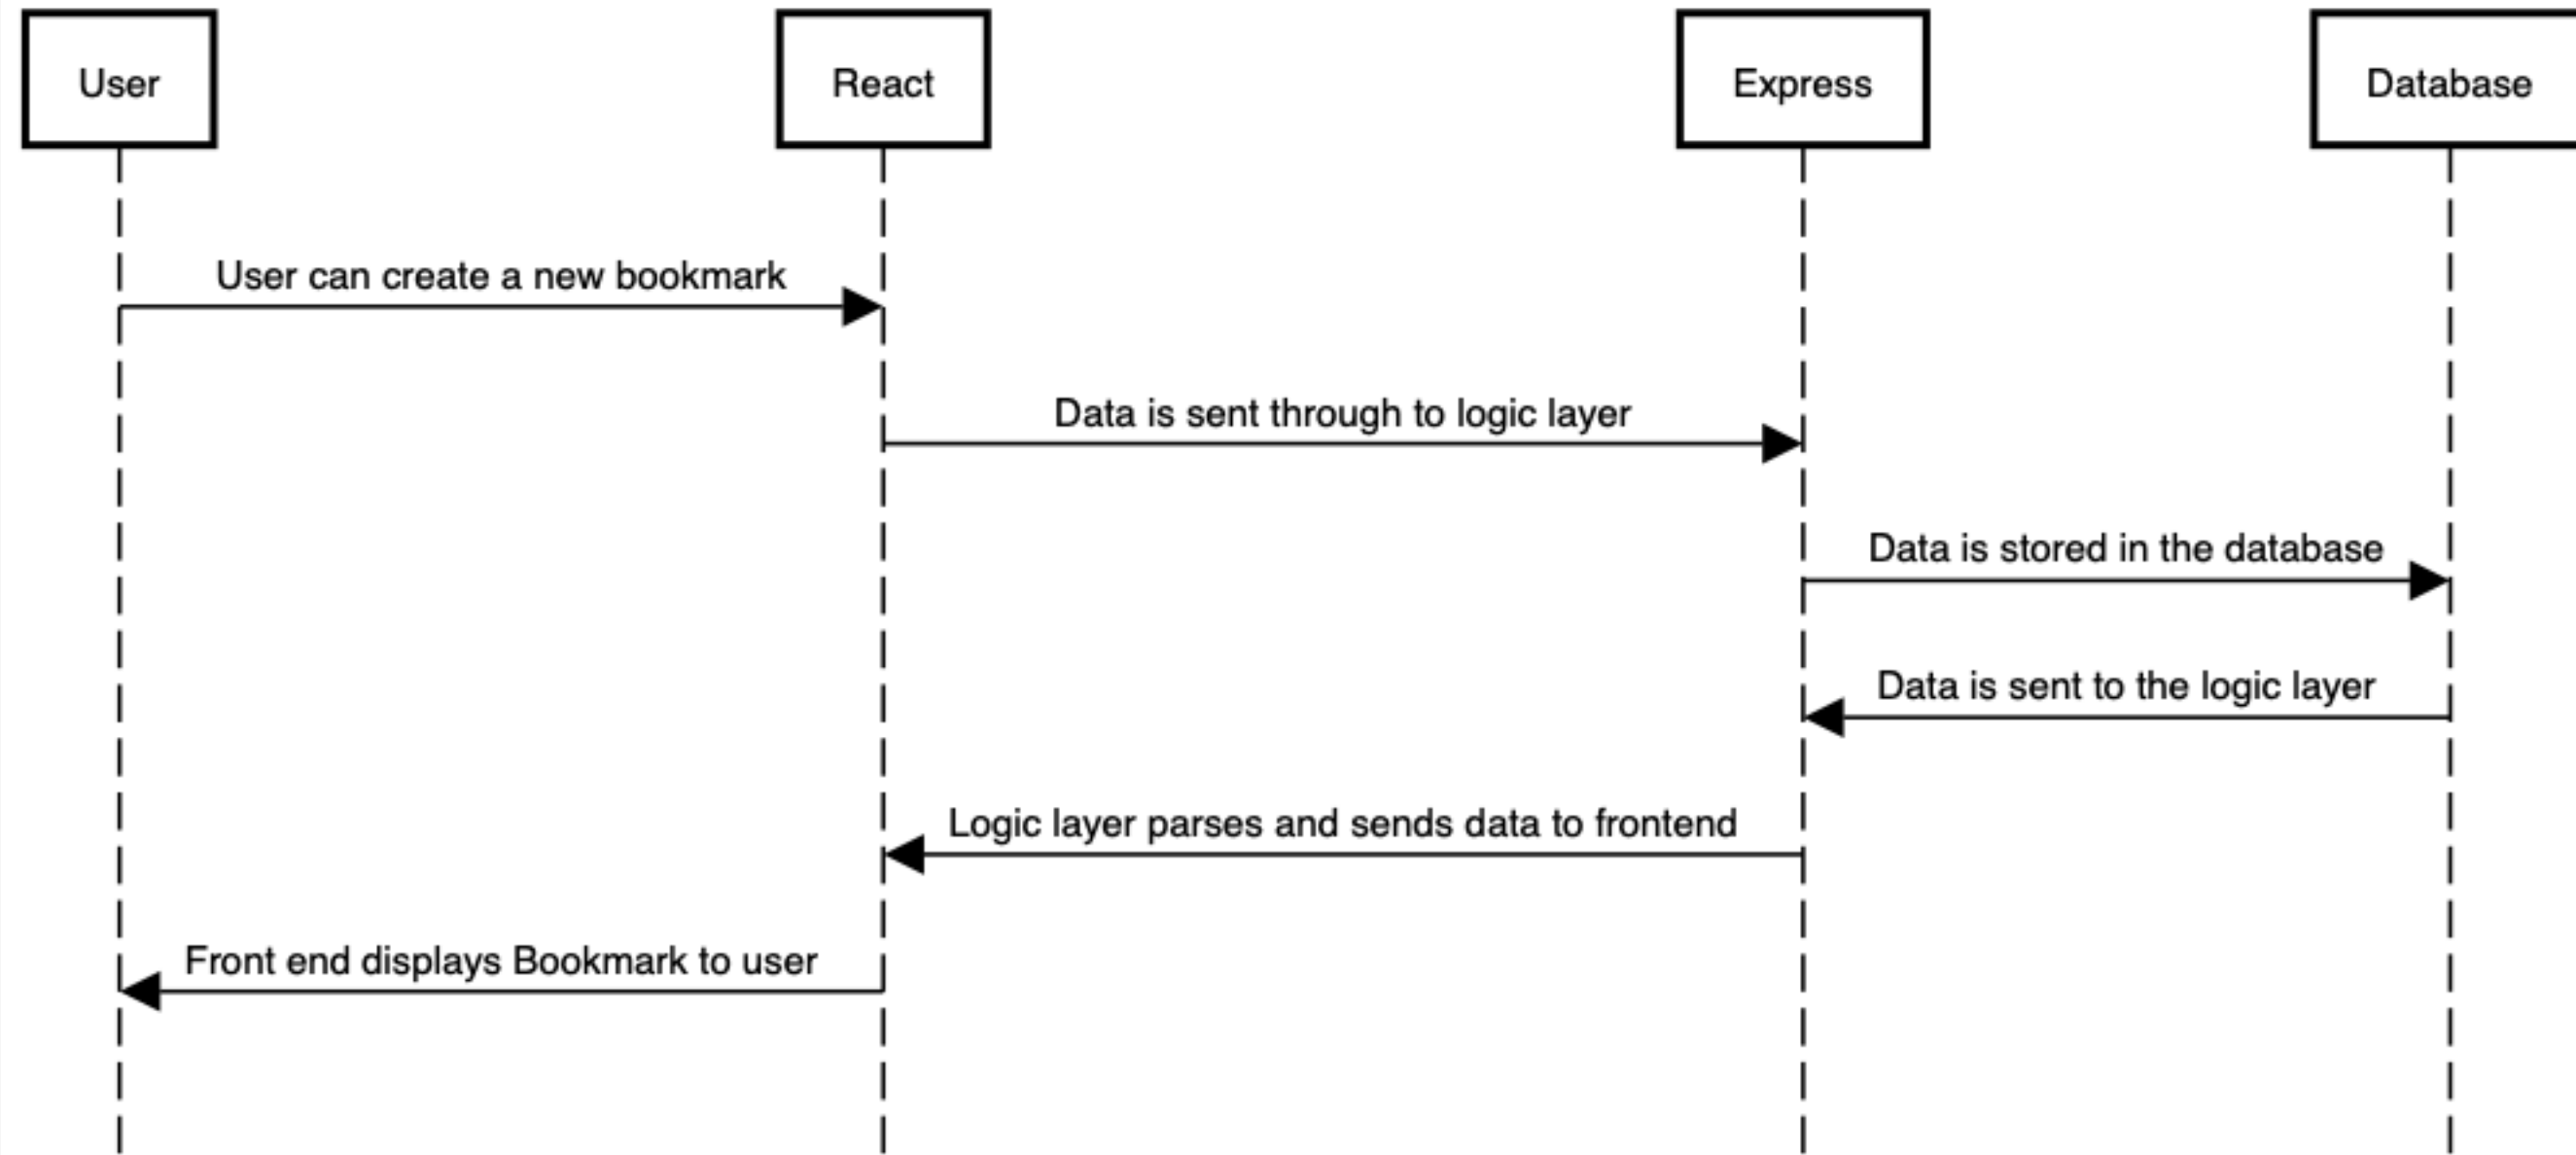 User
React
Express
Database
User can create a new bookmark
Data is sent through to logic layer
Data is stored in the database
Data is sent to the logic layer
Logic layer parses and sends data to frontend
Front end displays Bookmark to user